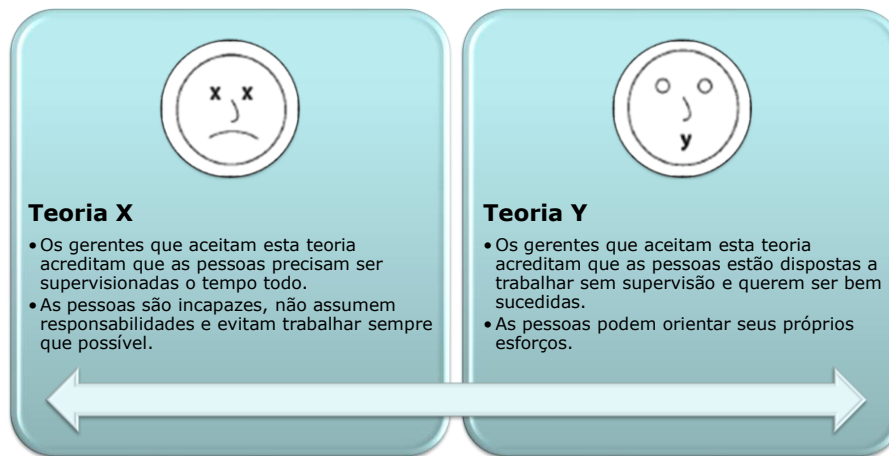 x x
y
Teoria X
• Os gerentes que aceitam esta teoria
acreditam que as pessoas precisam ser
supervisionadas o tempo todo.
• As pessoas são incapazes, não assumem
responsabilidades e evitam trabalhar sempre
que possível.
Teoria Y
• Os gerentes que aceitam esta teoria
acreditam que as pessoas estão dispostas a
trabalhar sem supervisão e querem ser bem
sucedidas.
• As pessoas podem orientar seus próprios
esforços.